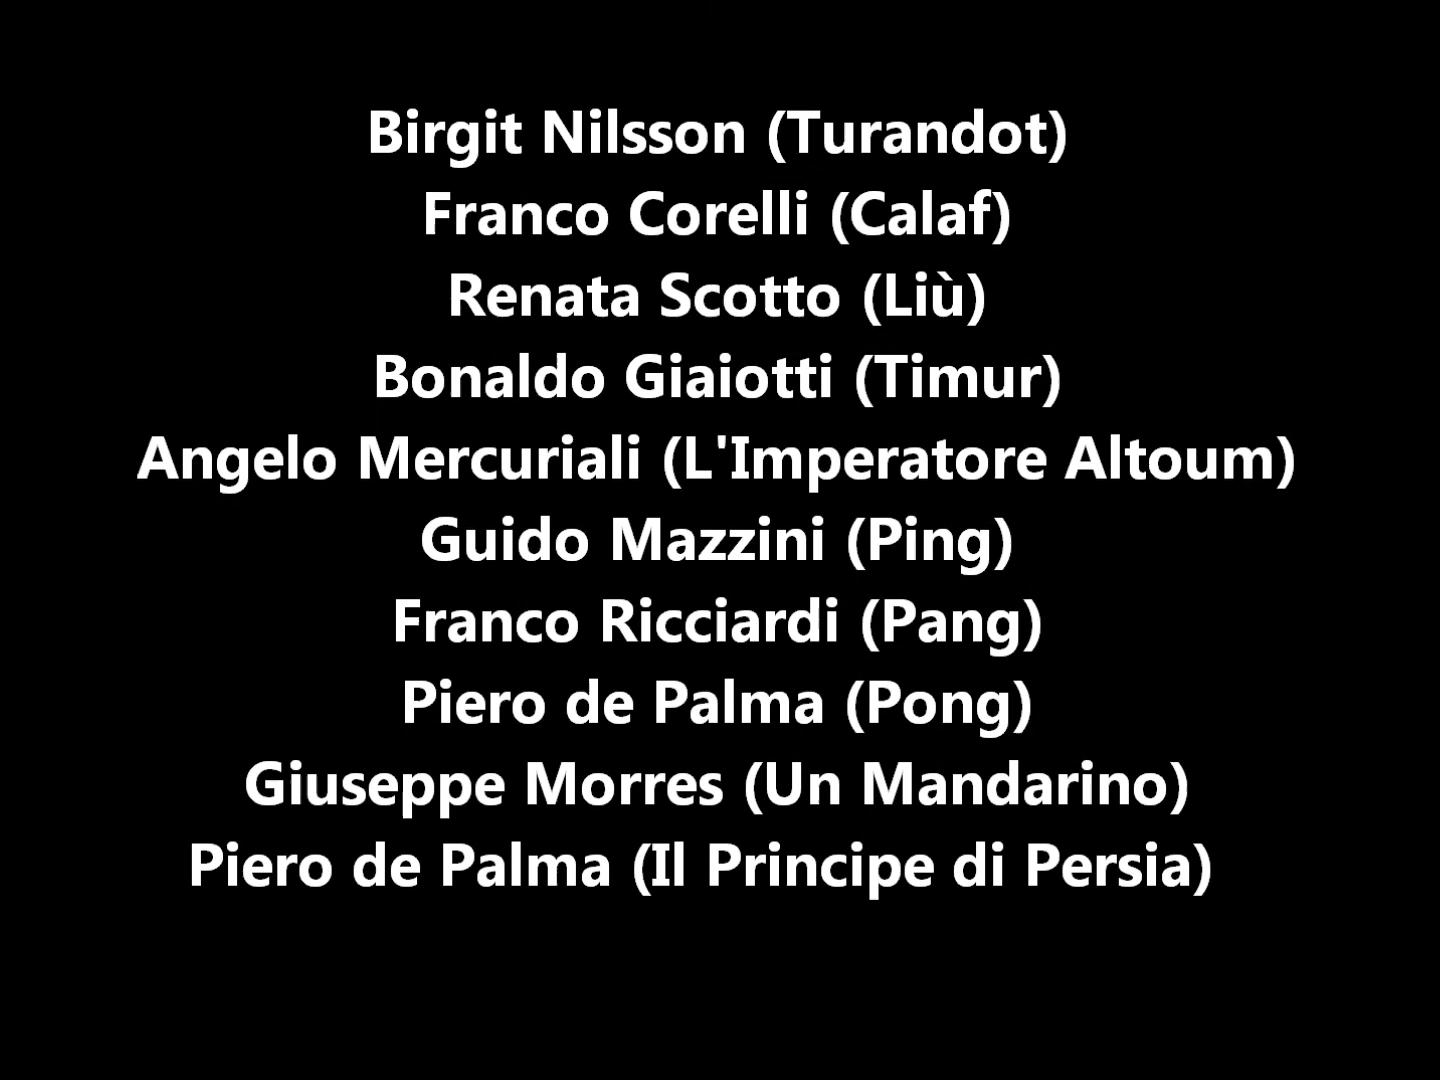 Birgit Nilsson (Turandot)
Franco Corelli (Calaf)
Renata Scotto (Liù)
Bonaldo Giaiotti (Timur)
Angelo Mercuriali (L'Imperatore Altoum)
Guido Mazzini (Ping)
Franco Ricciardi (Pang)
Piero de Palma (Pong)
Giuseppe Morres (Un Mandarino)
Piero de Palma (Il Principe di Persia)